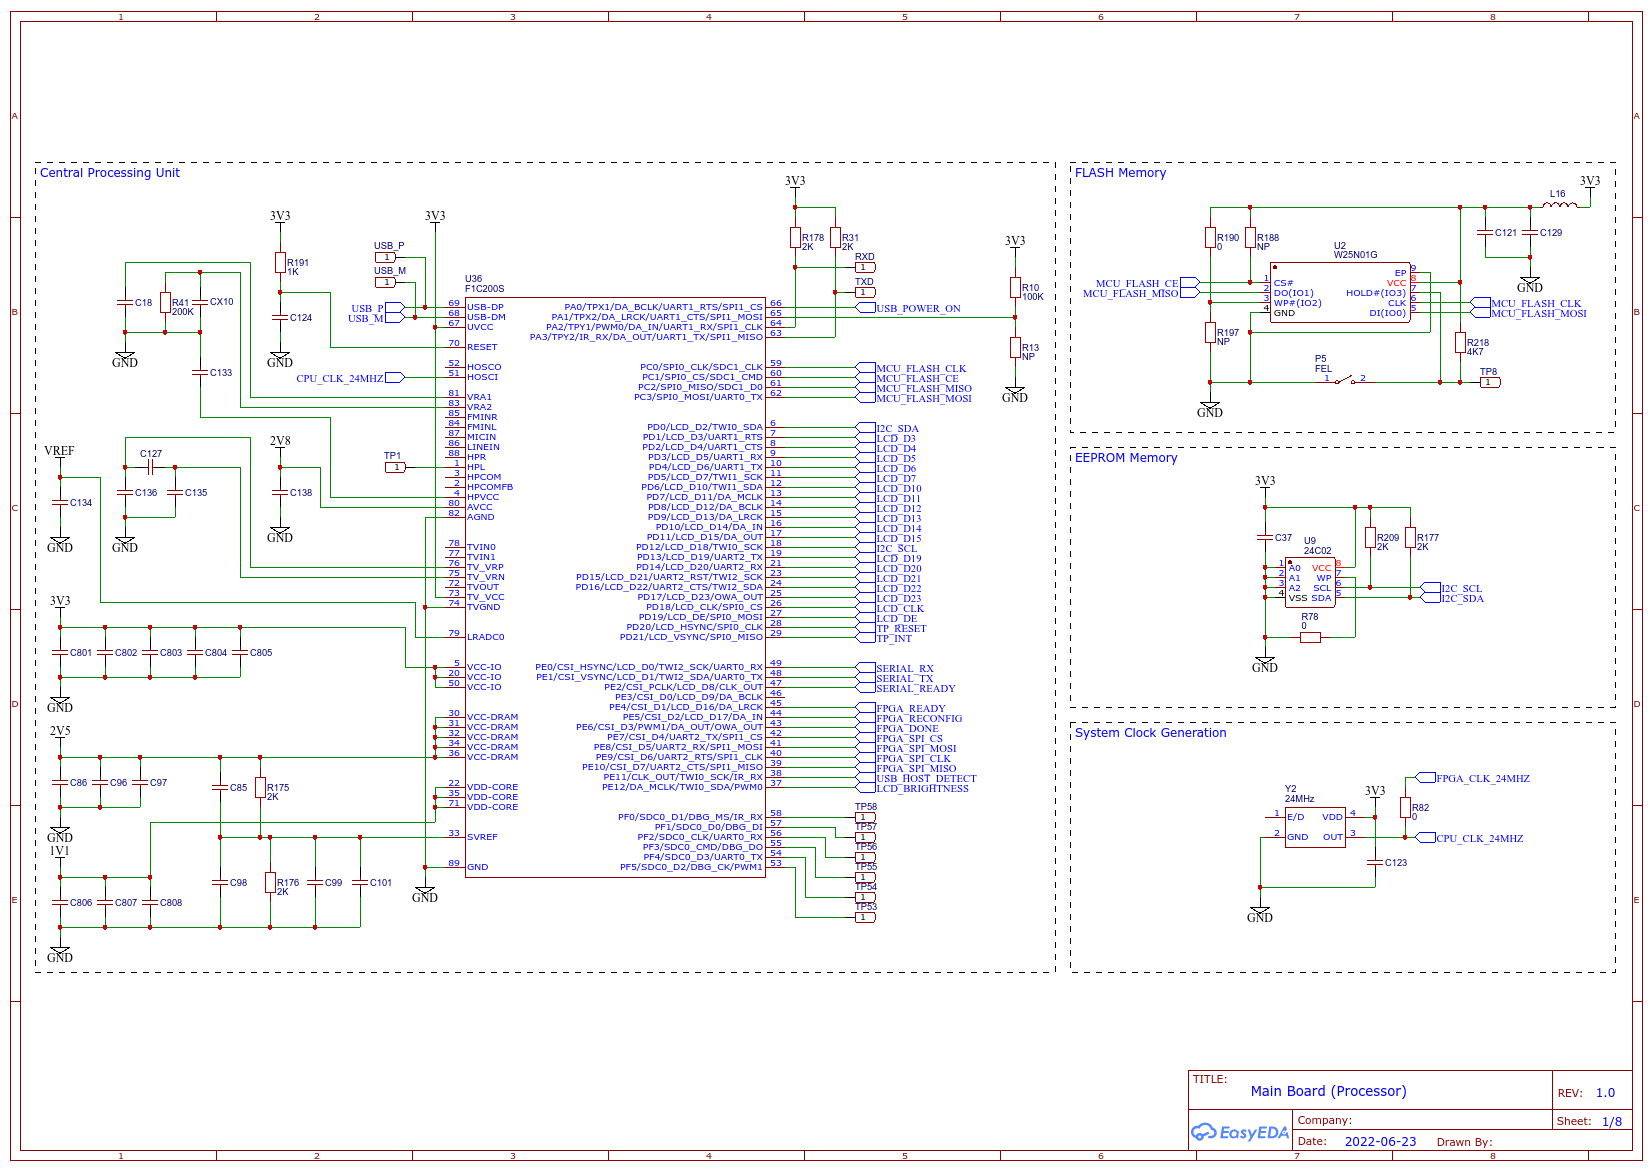 1 2 3 4 5 6 7 8
A
B
C
D
E
A
B
C
D
E
Central Processing Unit
3V3
R191
1K
C124
GND
C18
R41
200K
CX10
GND
C133
3V3
USB_P
1
USB_M
1
USB_P
USB_M
CPU_CLK_24MHZ
TP1
1
VREF
C134
GND
C127
C136
C135
GND
2V8
C138
GND
3V3
C801
C802
C803
C804
C805
GND
2V5
C86
C96
C97
C85
R175
2K
GND
1V1
C806
C807
C808
C98
R176
2K
C99
C101
GND
GND
U36
F1C200S
69 USB-DP
68 USB-DM
67 UVCC
70 RESET
52 HOSCO
51 HOSCI
81 VRA1
83 VRA2
85 FMINR
84 FMINL
87 MICIN
86 LINEIN
88 HPR
1 HPL
3 HPCOM
2 HPCOMFB
4 HPVCC
80 AVCC
82 AGND
78 TVIN0
77 TVIN1
76 TV_VRP
75 TV_VRN
72 TVOUT
73 TV_VCC
74 TVGND
79 LRADC0
5 VCC-IO
20 VCC-IO
50 VCC-IO
30 VCC-DRAM
31 VCC-DRAM
32 VCC-DRAM
34 VCC-DRAM
36 VCC-DRAM
22 VDD-CORE
35 VDD-CORE
71 VDD-CORE
33 SVREF
89 GND
PA0/TPX1/DA_BCLK/UART1_RTS/SPI1_CS 66
PA1/TPX2/DA_LRCK/UART1_CTS/SPI1_MOSI 65
PA2/TPY1/PWM0/DA_IN/UART1_RX/SPI1_CLK 64
PA3/TPY2/IR_RX/DA_OUT/UART1_TX/SPI1_MISO 63
PC0/SPI0_CLK/SDC1_CLK 59
PC1/SPI0_CS/SDC1_CMD 60
PC2/SPI0_MISO/SDC1_D0 61
PC3/SPI0_MOSI/UART0_TX 62
PD0/LCD_D2/TWI0_SDA 6
PD1/LCD_D3/UART1_RTS 7
PD2/LCD_D4/UART1_CTS 8
PD3/LCD_D5/UART1_RX 9
PD4/LCD_D6/UART1_TX 10
PD5/LCD_D7/TWI1_SCK 11
PD6/LCD_D10/TWI1_SDA 12
PD7/LCD_D11/DA_MCLK 13
PD8/LCD_D12/DA_BCLK 14
PD9/LCD_D13/DA_LRCK 15
PD10/LCD_D14/DA_IN 16
PD11/LCD_D15/DA_OUT 17
PD12/LCD_D18/TWI0_SCK 18
PD13/LCD_D19/UART2_TX 19
PD14/LCD_D20/UART2_RX 21
PD15/LCD_D21/UART2_RST/TWI2_SCK 23
PD16/LCD_D22/UART2_CTS/TWI2_SDA 24
PD17/LCD_D23/OWA_OUT 25
PD18/LCD_CLK/SPI0_CS 26
PD19/LCD_DE/SPI0_MOSI 27
PD20/LCD_HSYNC/SPI0_CLK 28
PD21/LCD_VSYNC/SPI0_MISO 29
PE0/CSI_HSYNC/LCD_D0/TWI2_SCK/UART0_RX 49
PE1/CSI_VSYNC/LCD_D1/TWI2_SDA/UART0_TX 48
PE2/CSI_PCLK/LCD_D8/CLK_OUT 47
PE3/CSI_D0/LCD_D9/DA_BCLK 46
PE4/CSI_D1/LCD_D16/DA_LRCK 45
PE5/CSI_D2/LCD_D17/DA_IN 44
PE6/CSI_D3/PWM1/DA_OUT/OWA_OUT 43
PE7/CSI_D4/UART2_TX/SPI1_CS 42
PE8/CSI_D5/UART2_RX/SPI1_MOSI 41
PE9/CSI_D6/UART2_RTS/SPI1_CLK 40
PE10/CSI_D7/UART2_CTS/SPI1_MISO 39
PE11/CLK_OUT/TWI0_SCK/IR_RX 38
PE12/DA_MCLK/TWI0_SDA/PWM0 37
PF0/SDC0_D1/DBG_MS/IR_RX 58
PF1/SDC0_D0/DBG_DI 57
PF2/SDC0_CLK/UART0_RX 56
PF3/SDC0_CMD/DBG_DO 55
PF4/SDC0_D3/UART0_TX 54
PF5/SDC0_D2/DBG_CK/PWM1 53
3V3
R178
2K
R31
2K
RXD
1
TXD
1
USB_POWER_ON
3V3
R10
100K
R13
NP
GND
MCU_FLASH_CLK
MCU_FLASH_CE
MCU_FLASH_MISO
MCU_FLASH_MOSI
I2C_SDA
LCD_D3
LCD_D4
LCD_D5
LCD_D6
LCD_D7
LCD_D10
LCD_D11
LCD_D12
LCD_D13
LCD_D14
LCD_D15
I2C_SCL
LCD_D19
LCD_D20
LCD_D21
LCD_D22
LCD_D23
LCD_CLK
LCD_DE
TP_RESET
TP_INT
SERIAL_RX
SERIAL_TX
SERIAL_READY
FPGA_READY
FPGA_RECONFIG
FPGA_DONE
FPGA_SPI_CS
FPGA_SPI_MOSI
FPGA_SPI_CLK
FPGA_SPI_MISO
USB_HOST_DETECT
LCD_BRIGHTNESS
TP58
1
TP57
1
TP56
1
TP55
1
TP54
1
TP53
1
FLASH Memory
3V3
L16
R190
0
R188
NP
C121
C129
GND
U2
W25N01G
MCU_FLASH_CE
MCU_FLASH_MISO
1 CS#
2 DO(IO1)
3 WP#(IO2)
4 GND
EP 9
VCC 8
HOLD#(IO3) 7
CLK 6
DI(IO0) 5
MCU_FLASH_CLK
MCU_FLASH_MOSI
R197
NP
R218
4K7
P5
FEL
1 2
TP8
1
GND
EEPROM Memory
3V3
C37
U9
24C02
R209
2K
R177
2K
1 A0
2 A1
3 A2
4 VSS
VCC 8
WP 7
SCL 6
SDA 5
I2C_SCL
I2C_SDA
R78
0
GND
System Clock Generation
FPGA_CLK_24MHZ
Y2
24MHz
3V3
R82
0
1 E/D VDD 4
2 GND OUT 3
CPU_CLK_24MHZ
C123
GND
TITLE:
Main Board (Processor)
REV: 1.0
EasyEDA
Company:
Sheet: 1/8
Date: 2022-06-23 Drawn By:
1 2 3 4 5 6 7 8